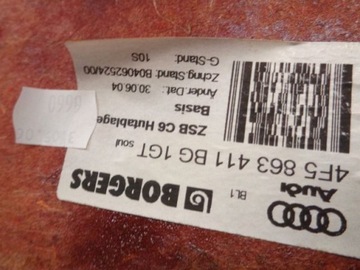 BORGERS
BL1
Audi
4F5 863 411 BG 1GT
soul
ZSB C6 Hutablage
Basis
Änder.Dat.: 30.06.04
Zchng.Stand: B04062524/00
G-Stand: 10S